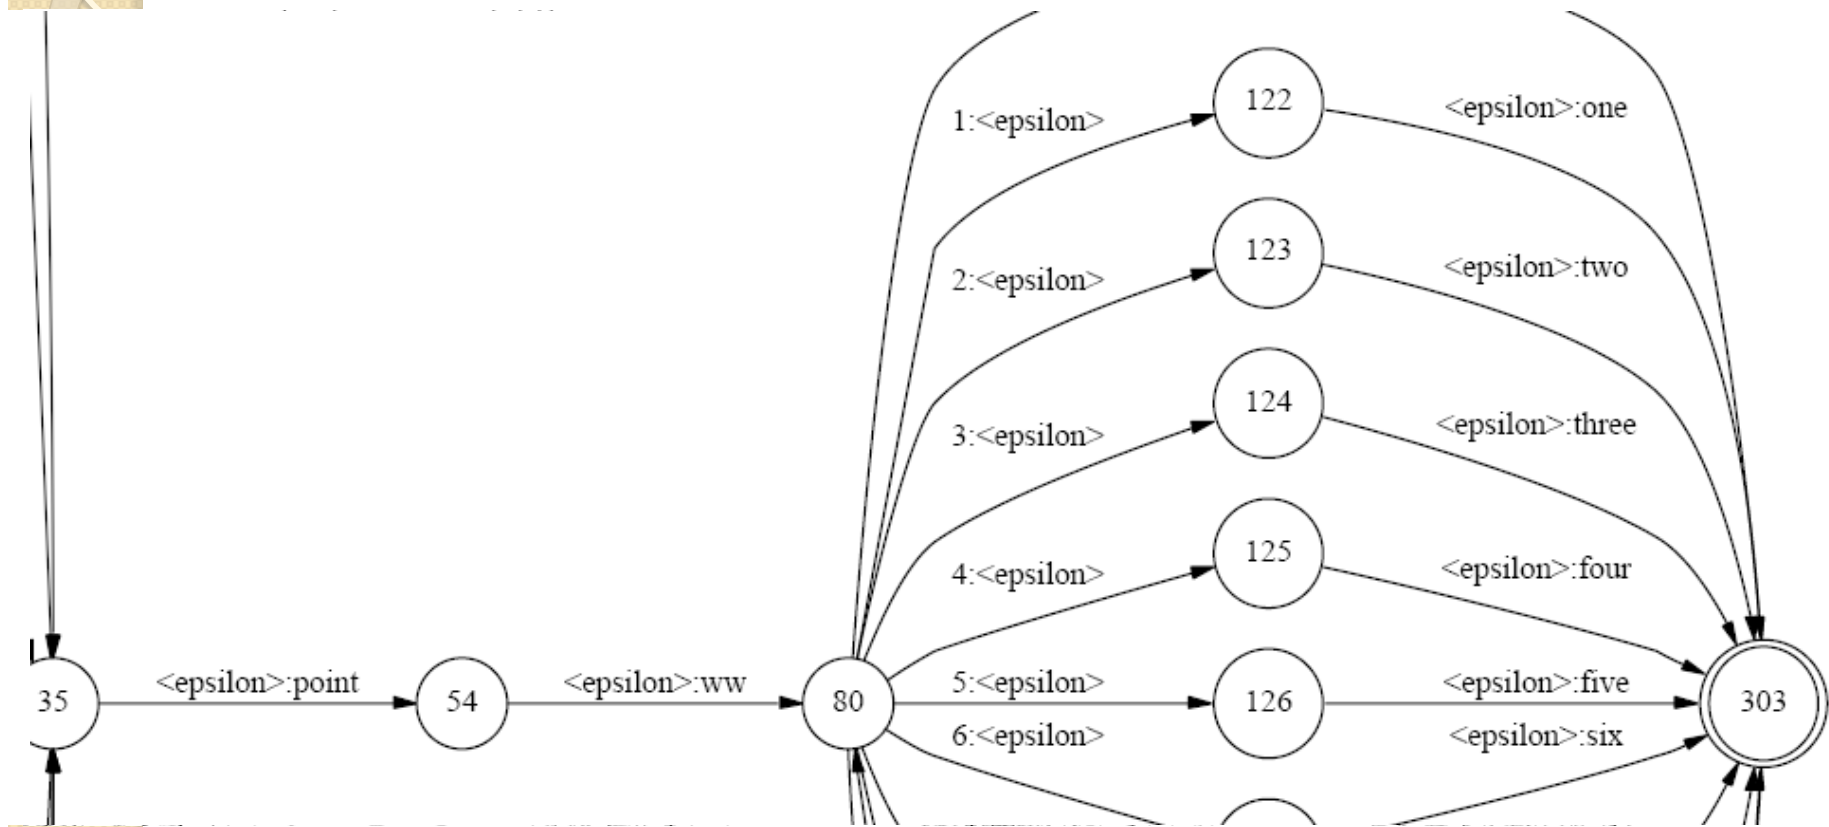 122
1:<epsilon>
<epsilon>:one
123
2:<epsilon>
<epsilon>:two
124
3:<epsilon>
<epsilon>:three
125
4:<epsilon>
<epsilon>:four
35
<epsilon>:point
54
<epsilon>:ww
80
5:<epsilon>
126
<epsilon>:five
303
6:<epsilon>
<epsilon>:six